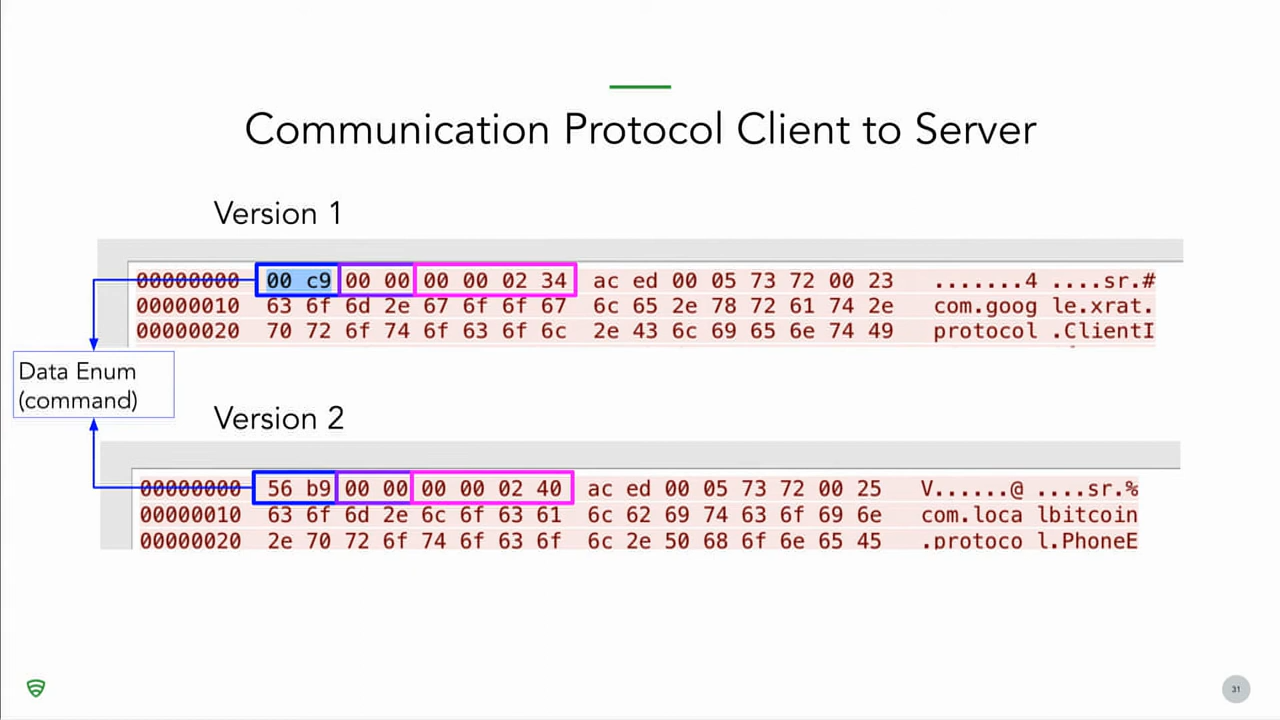 Communication Protocol Client to Server
Version 1
00000000 00 c9 00 00 00 00 02 34 ac ed 00 05 73 72 00 23 .......4 ....sr.#
00000010 63 6f 6d 2e 67 6f 6f 67 6c 65 2e 78 72 61 74 2e com.goog le.xrat.
00000020 70 72 6f 74 6f 63 6f 6c 2e 43 6c 69 65 6e 74 49 protocol .ClientI
Data Enum
(command)
Version 2
00000000 56 b9 00 00 00 00 02 40 ac ed 00 05 73 72 00 25 V......@ ....sr.%
00000010 63 6f 6d 2e 6c 6f 63 61 6c 62 69 74 63 6f 69 6e com.loca lbitcoin
00000020 2e 70 72 6f 74 6f 63 6f 6c 2e 50 68 6f 6e 65 45 .protoco l.PhoneE
31